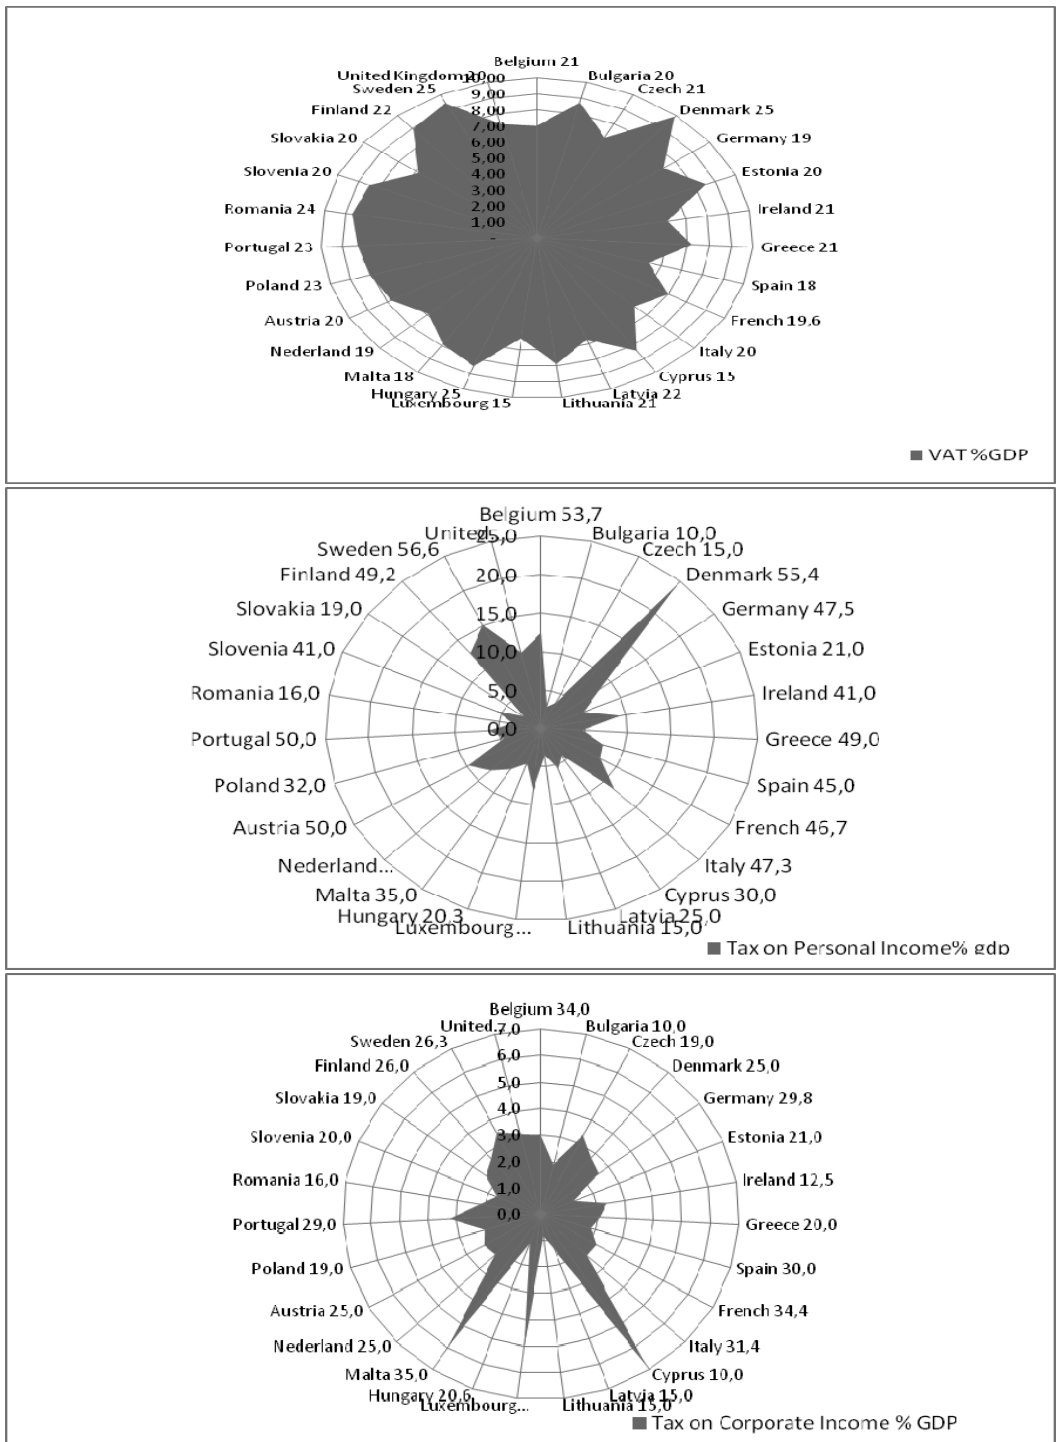 Belgium 21
United Kingdom 20
Bulgaria 20
10,00
Sweden 25
Czech 21
9,00
Finland 22
Denmark 25
8,00
7,00
Slovakia 20
Germany 19
6,00
5,00
Slovenia 20
Estonia 20
4,00
3,00
Romania 24
Ireland 21
2,00
1,00
-
Portugal 23
Greece 21
Poland 23
Spain 18
Austria 20
French 19,6
Nederland 19
Italy 20
Malta 18
Cyprus 15
Hungary 25
Latvia 22
Luxembourg 15
Lithuania 21
VAT %GDP
Belgium 53,7
United...
Bulgaria 10,0
25,0
Sweden 56,6
Czech 15,0
Finland 49,2
Denmark 55,4
20,0
Slovakia 19,0
Germany 47,5
15,0
Slovenia 41,0
Estonia 21,0
10,0
Romania 16,0
Ireland 41,0
5,0
0,0
Portugal 50,0
Greece 49,0
Poland 32,0
Spain 45,0
Austria 50,0
French 46,7
Nederland...
Italy 47,3
Malta 35,0
Cyprus 30,0
Hungary 20,3
Latvia 25,0
Luxembourg...
Lithuania 15,0
Tax on Personal Income% gdp
Belgium 34,0
United...
Bulgaria 10,0
7,0
Sweden 26,3
Czech 19,0
6,0
Finland 26,0
Denmark 25,0
5,0
Slovakia 19,0
Germany 29,8
4,0
Slovenia 20,0
Estonia 21,0
3,0
2,0
Romania 16,0
Ireland 12,5
1,0
0,0
Portugal 29,0
Greece 20,0
Poland 19,0
Spain 30,0
Austria 25,0
French 34,4
Nederland 25,0
Italy 31,4
Malta 35,0
Cyprus 10,0
Hungary 20,6
Latvia 15,0
Luxembourg...
Lithuania 15,0
Tax on Corporate Income % GDP